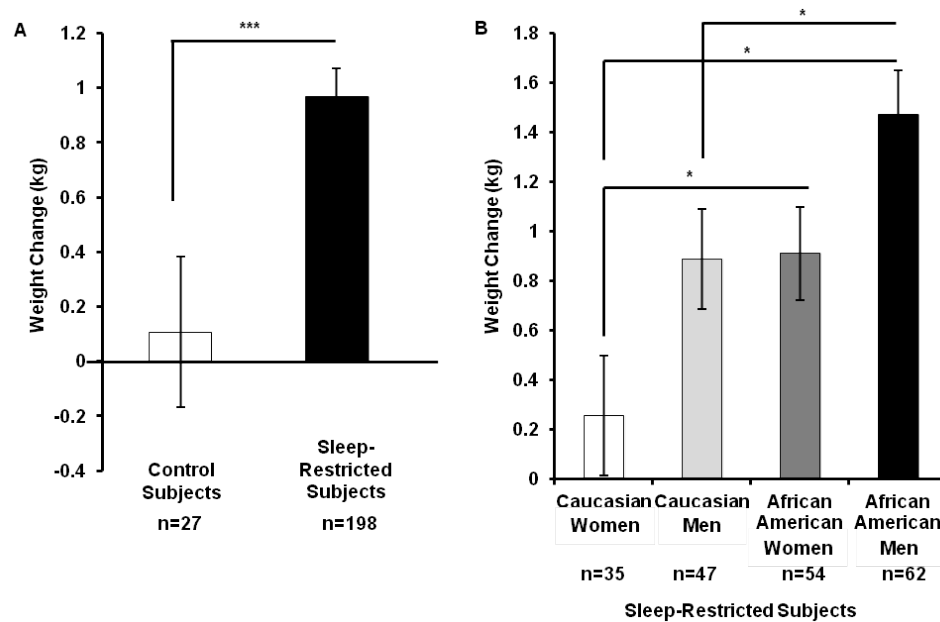 A
***
1.2
1
0.8
0.6
0.4
0.2
0
-0.2
-0.4
Weight Change (kg)
Control
Subjects
n=27
Sleep-
Restricted
Subjects
n=198
B
*
*
*
1.8
1.6
1.4
1.2
1
0.8
0.6
0.4
0.2
0
Weight Change (kg)
Caucasian
Women
n=35
Caucasian
Men
n=47
African
American
Women
n=54
African
American
Men
n=62
Sleep-Restricted Subjects